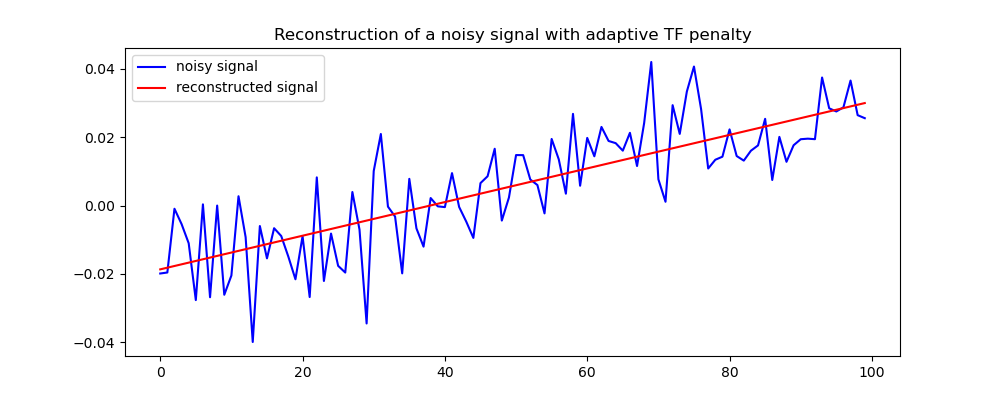 Reconstruction of a noisy signal with adaptive TF penalty
noisy signal
reconstructed signal
0.04
0.02
0.00
−0.02
−0.04
0 20 40 60 80 100